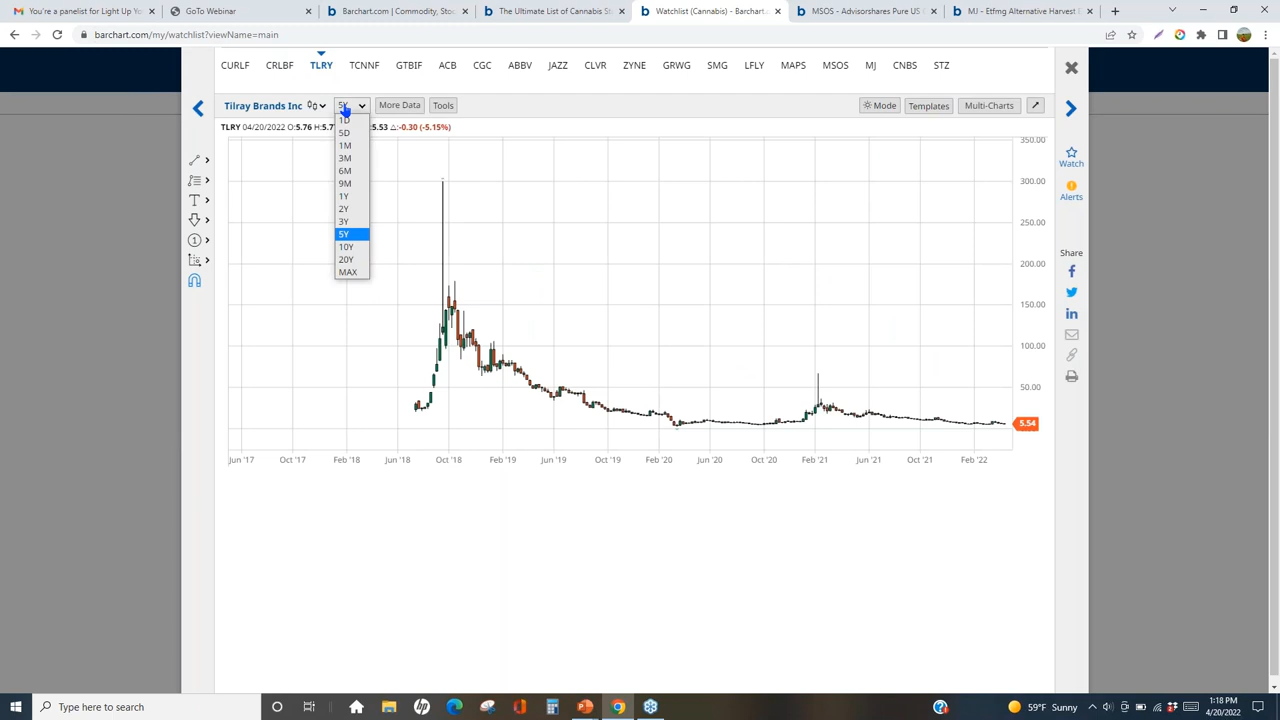 You're a panelist for Light Up Yo
GoTo Webinar
Barchart.com | Commodity, Stoc
The Ultimate List of Cannabis St
Watchlist (Cannabis) - Barchart
MSOS - Advisorshares Pure US
MJ - Etfmg Alternative Harvest E
barchart.com/my/watchlist?viewName=main
CURLF CRLBF TLRY TCNNF GTBIF ACB CGC ABBV JAZZ CLVR ZYNE GRWG SMG LFLY MAPS MSOS MJ CNBS STZ
Tilray Brands Inc 5Y More Data Tools Mode Templates Multi-Charts
TLRY 04/20/2022 O:5.76 H:5.7 :5.53 △:-0.30 (-5.15%)
1D
5D
1M
3M
6M
9M
1Y
2Y
3Y
5Y
10Y
20Y
MAX
350.00
300.00
250.00
200.00
150.00
100.00
50.00
5.54
Jun '17 Oct '17 Feb '18 Jun '18 Oct '18 Feb '19 Jun '19 Oct '19 Feb '20 Jun '20 Oct '20 Feb '21 Jun '21 Oct '21 Feb '22
T
1
Watch
Alerts
Share
Type here to search
59°F Sunny
1:18 PM
4/20/2022